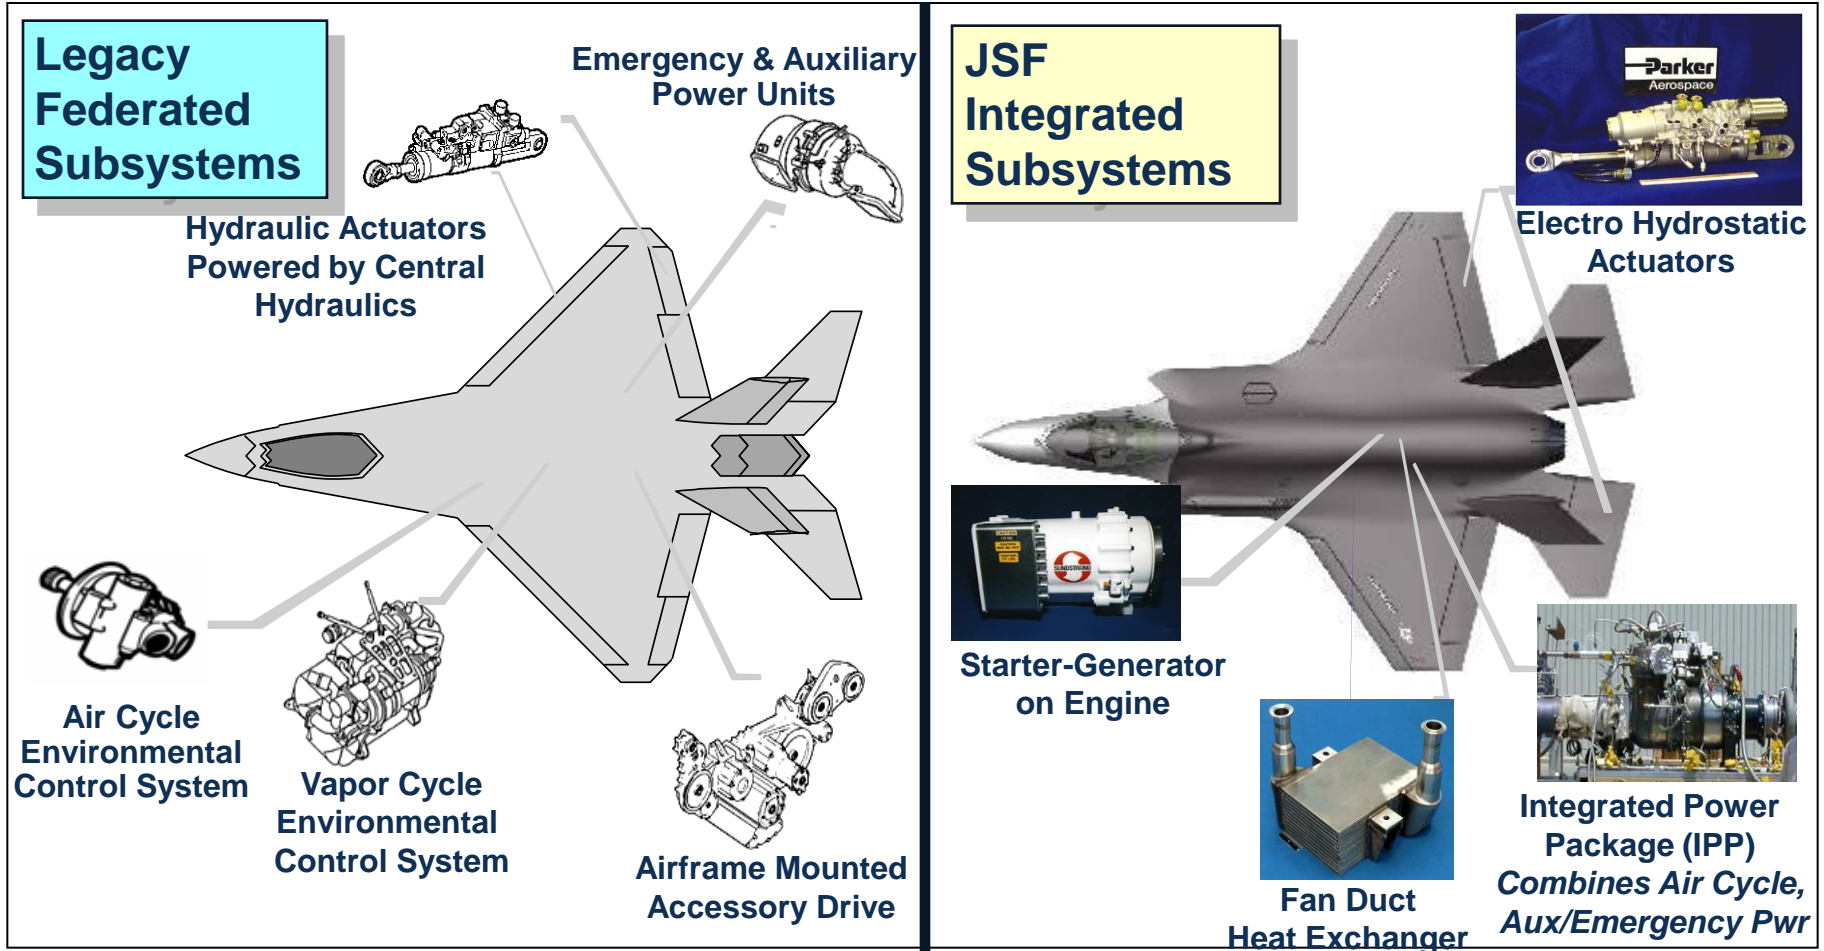 Legacy
Federated
Subsystems
Emergency & Auxiliary
Power Units
Hydraulic Actuators
Powered by Central
Hydraulics
Air Cycle
Environmental
Control System
Vapor Cycle
Environmental
Control System
Airframe Mounted
Accessory Drive
JSF
Integrated
Subsystems
Parker
Aerospace
Electro Hydrostatic
Actuators
SUNDSTRAND
Starter-Generator
on Engine
Fan Duct
Heat Exchanger
Integrated Power
Package (IPP)
Combines Air Cycle,
Aux/Emergency Pwr